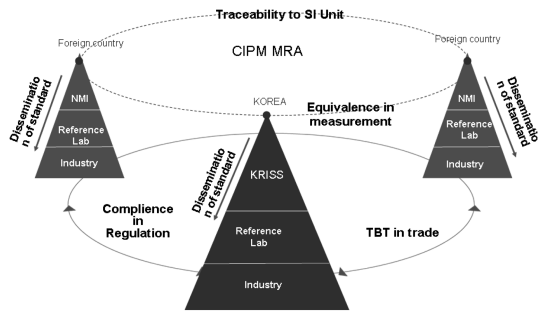 Traceability to SI Unit
Foreign country
Foreign country
CIPM MRA
Disseminatio
n of standard
NMI
Reference
Lab
Industry
KOREA
Equivalence in
measurement
NMI
Reference
Lab
Industry
Disseminatio
n of standard
Disseminatio
n of standard
KRISS
Reference
Lab
Industry
Complience
in
Regulation
TBT in trade